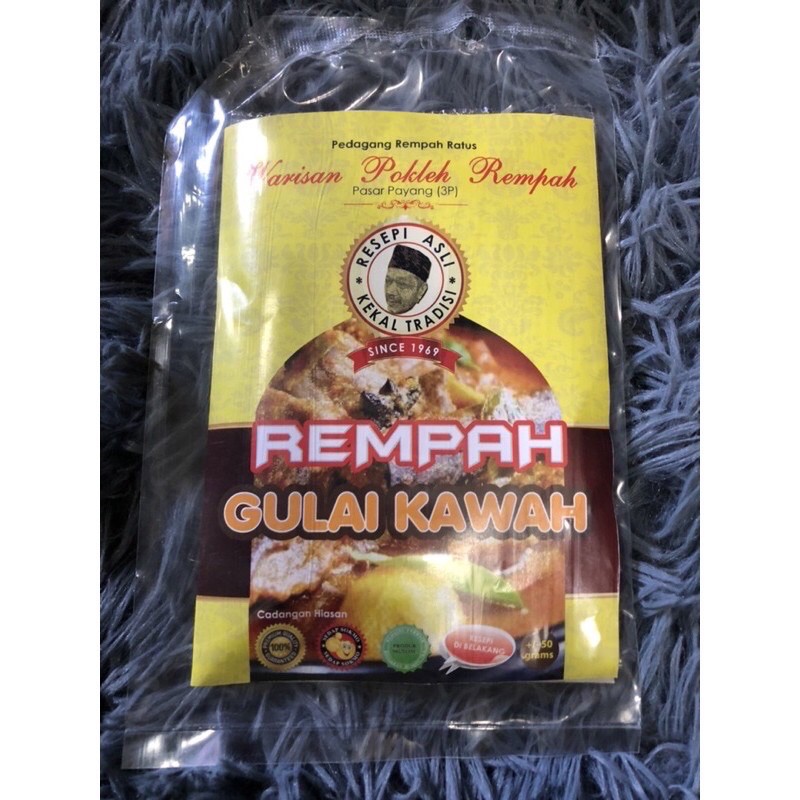 Pedagang Rempah Ratus
Warisan Pokleh Rempah
Pasar Payang (3P)
* RESEPI ASLI *
KEKAL TRADISI
SINCE 1969
REMPAH
GULAI KAWAH
Cadangan Hiasan
100%
RESEPI
DI BELAKANG
grams